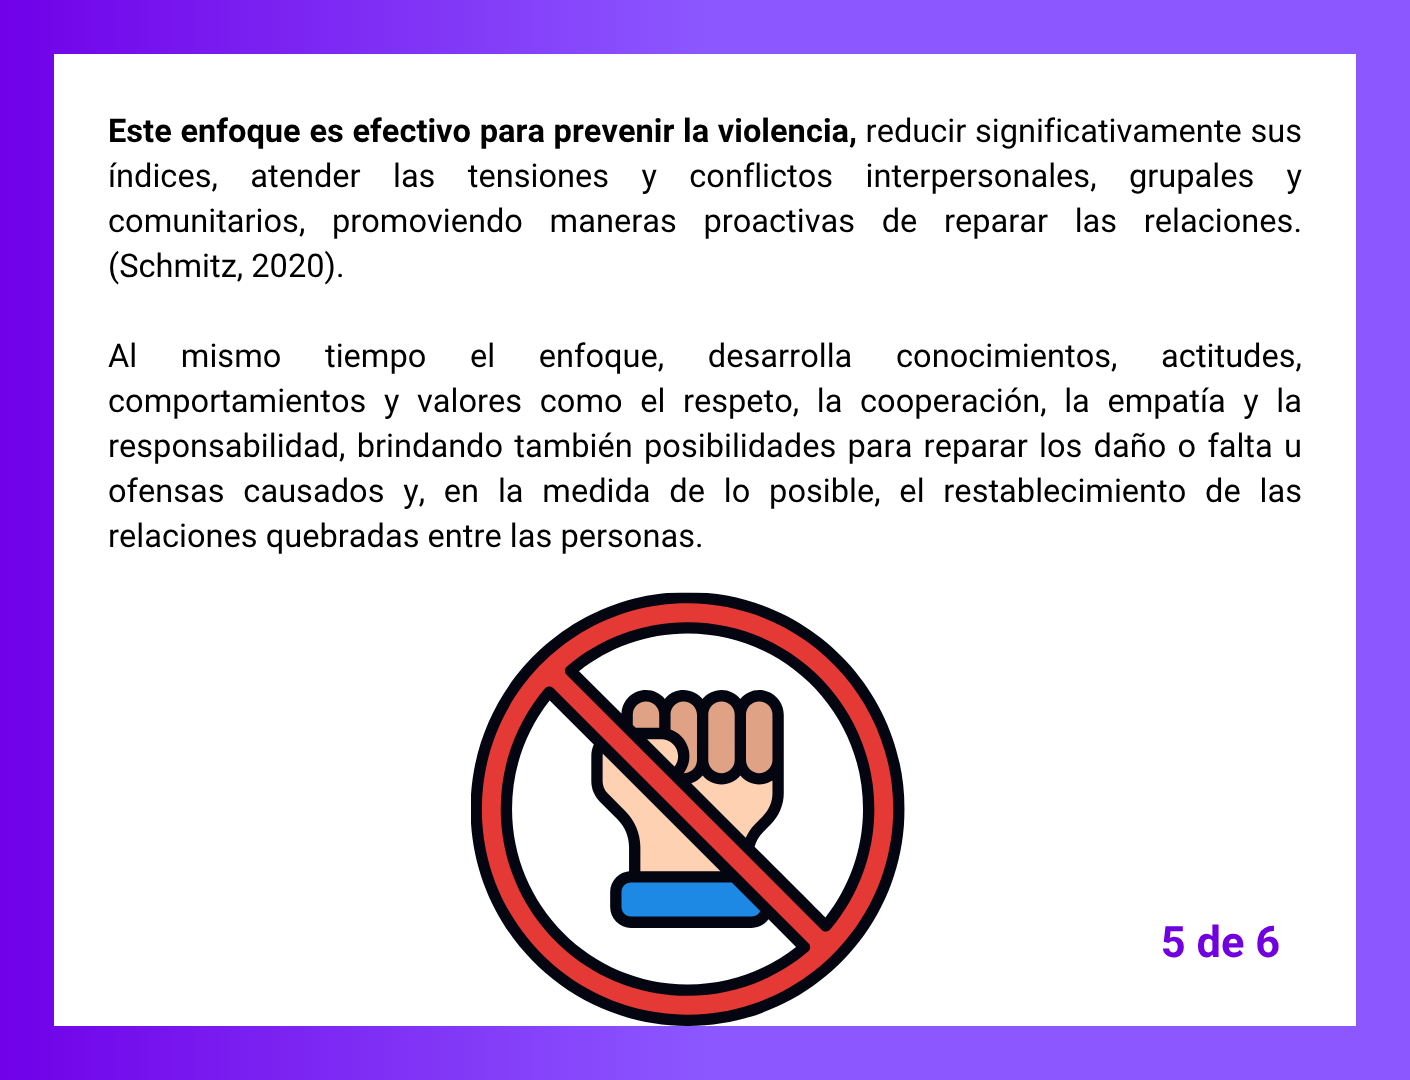 Este enfoque es efectivo para prevenir la violencia, reducir significativamente sus
índices, atender las tensiones y conflictos interpersonales, grupales y
comunitarios, promoviendo maneras proactivas de reparar las relaciones.
(Schmitz, 2020).
Al mismo tiempo el enfoque, desarrolla conocimientos, actitudes,
comportamientos y valores como el respeto, la cooperación, la empatía y la
responsabilidad, brindando también posibilidades para reparar los daño o falta u
ofensas causados y, en la medida de lo posible, el restablecimiento de las
relaciones quebradas entre las personas.
5 de 6